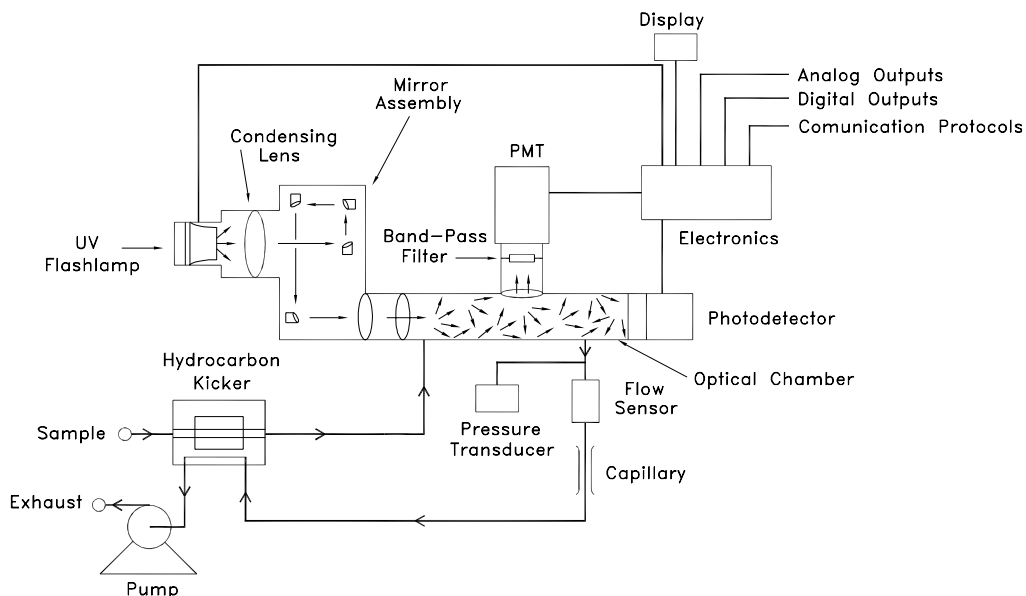 Display
Analog Outputs
Digital Outputs
Comunication Protocols
Mirror
Assembly
Condensing
Lens
PMT
Band-Pass
Filter
Electronics
UV
Flashlamp
Photodetector
Hydrocarbon
Kicker
Optical Chamber
Flow
Sensor
Sample
Pressure
Transducer
Capillary
Exhaust
Pump